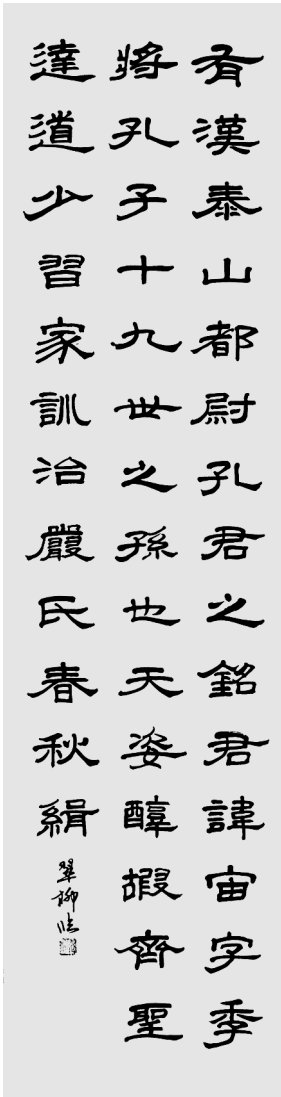 有漢泰山都尉孔君之銘君諱宙字季
將孔子十九世之孫也天姿醇嘏齊聖
達道少習家訓治嚴氏春秋緝
翠柳臨